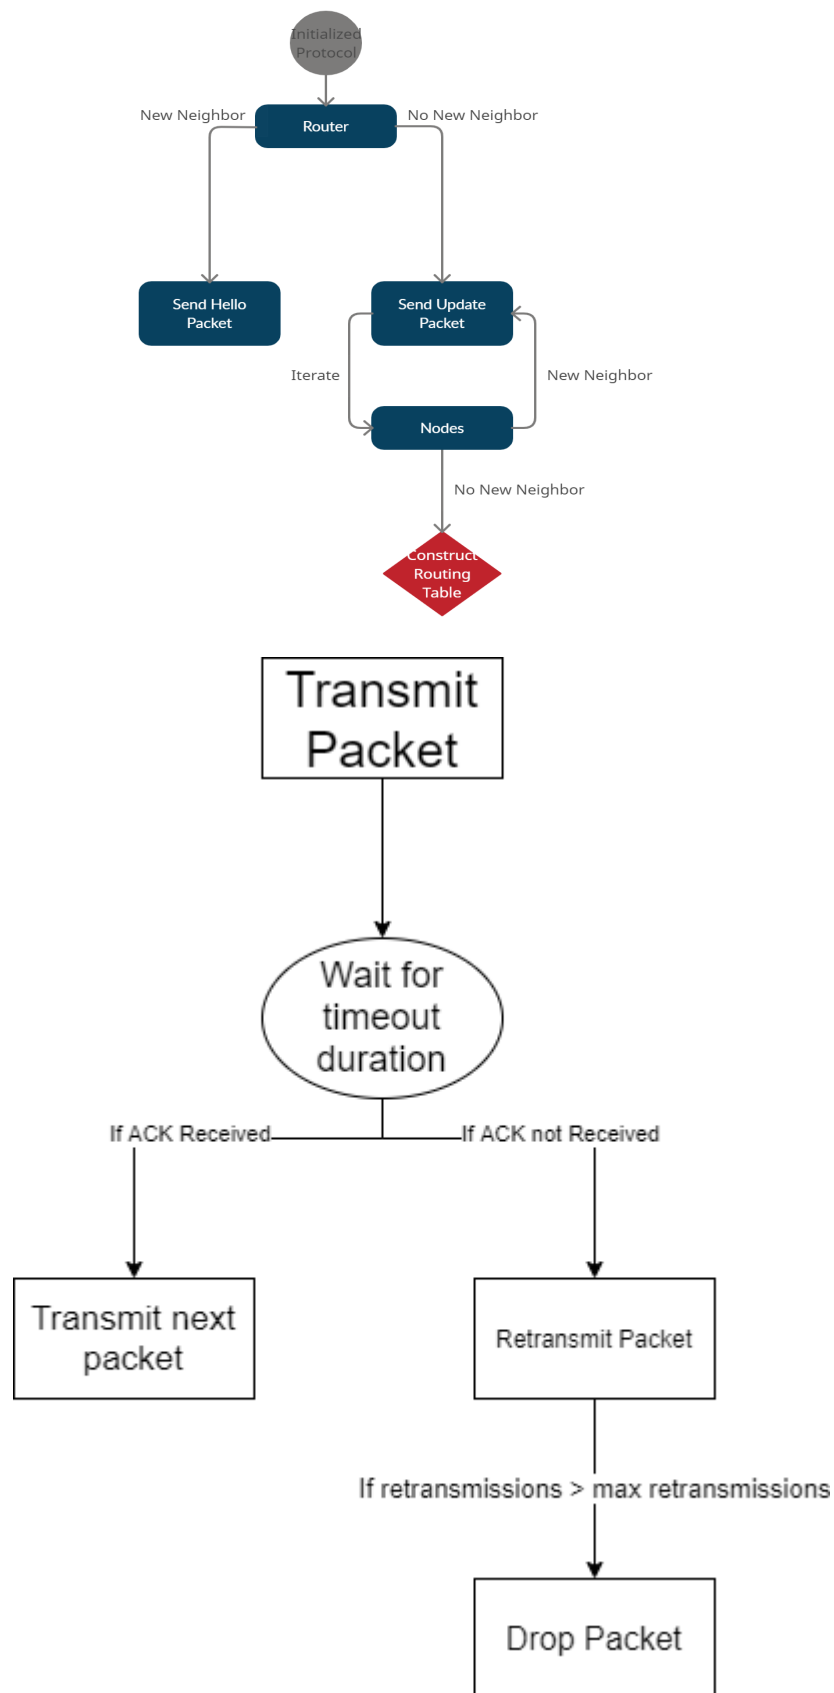 Initialized
Protocol
New Neighbor
Router
No New Neighbor
Send Hello
Packet
Send Update
Packet
Iterate
New Neighbor
Nodes
No New Neighbor
Construct
Routing
Table
Transmit
Packet
Wait for
timeout
duration
If ACK Received
If ACK not Received
Transmit next
packet
Retransmit Packet
If retransmissions > max retransmissions
Drop Packet